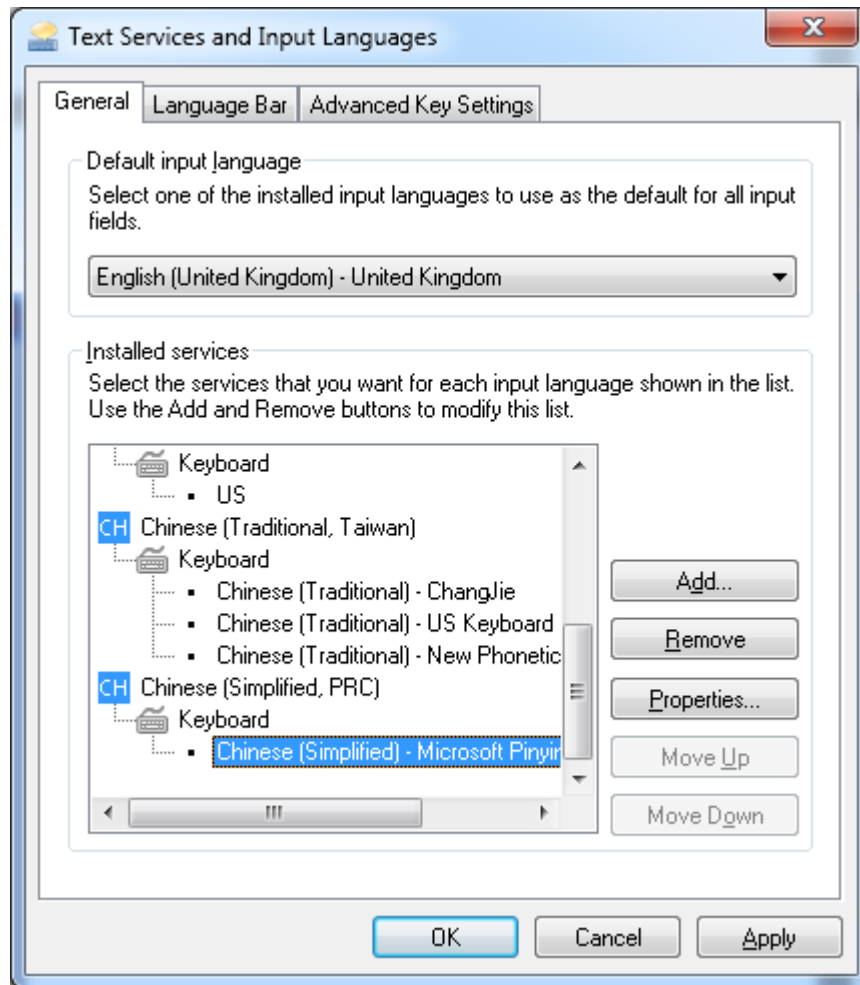 Text Services and Input Languages
General
Language Bar
Advanced Key Settings
Default input language
Select one of the installed input languages to use as the default for all input
fields.
English (United Kingdom) - United Kingdom
Installed services
Select the services that you want for each input language shown in the list.
Use the Add and Remove buttons to modify this list.
Keyboard
US
CH Chinese (Traditional, Taiwan)
Keyboard
Chinese (Traditional) - ChangJie
Chinese (Traditional) - US Keyboard
Chinese (Traditional) - New Phonetic
CH Chinese (Simplified, PRC)
Keyboard
Chinese (Simplified) - Microsoft Pinyin
Add...
Remove
Properties...
Move Up
Move Down
OK
Cancel
Apply